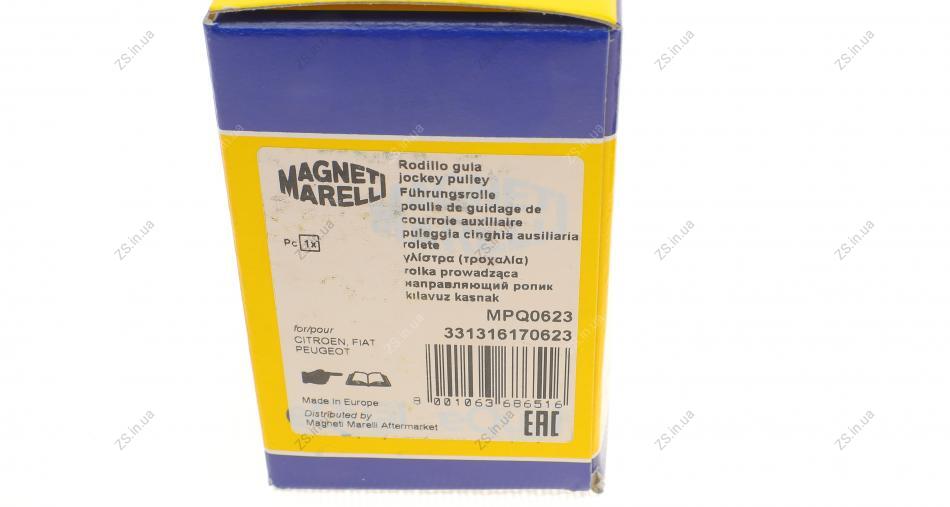 MAGNETI
MARELLI
Rodillo guia
jockey pulley
Führungsrolle
poulie de guidage de
courroie auxiliaire
puleggia cinghia ausiliaria
rolete
γλίστρα (τροχαλία)
rolka prowadząca
направляющий ролик
kılavuz kasnak
Pc 1x
MPQ0623
331316170623
for/pour
CITROEN, FIAT
PEUGEOT
8 001063 686516
Made in Europe
Distributed by
Magneti Marelli Aftermarket
EAC
ZS.in.ua